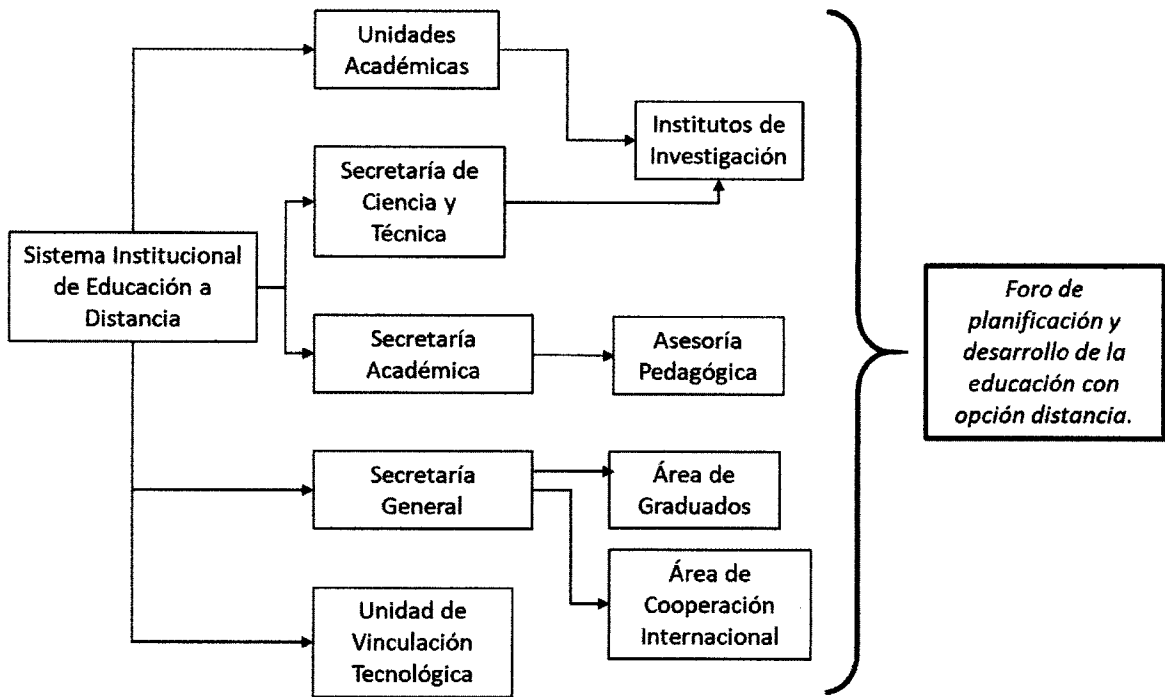 Unidades
Académicas
Institutos de
Investigación
Secretaría de
Ciencia y
Técnica
Sistema Institucional
de Educación a
Distancia
Foro de
planificación y
desarrollo de la
educación con
opción distancia.
Secretaría
Académica
Asesoría
Pedagógica
Secretaría
General
Área de
Graduados
Área de
Cooperación
Internacional
Unidad de
Vinculación
Tecnológica